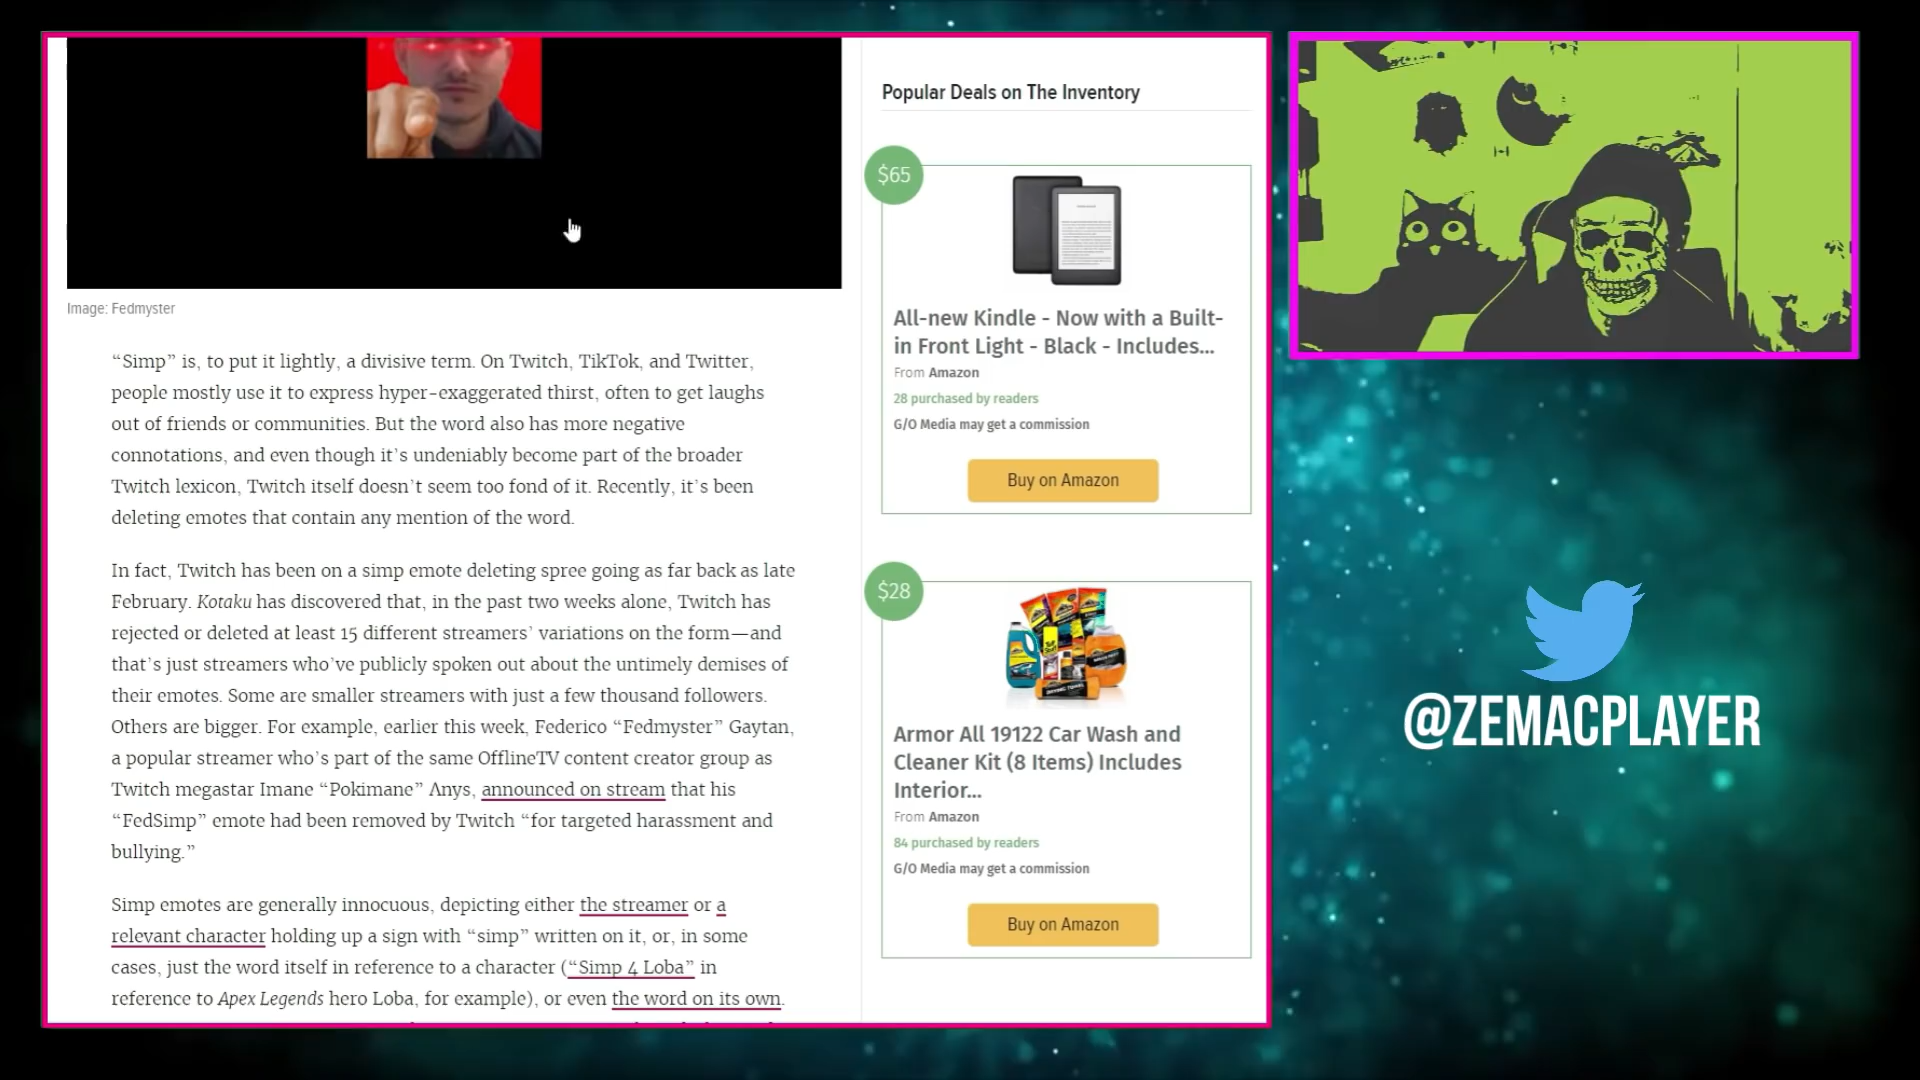 Image: Fedmyster
“Simp” is, to put it lightly, a divisive term. On Twitch, TikTok, and Twitter,
people mostly use it to express hyper-exaggerated thirst, often to get laughs
out of friends or communities. But the word also has more negative
connotations, and even though it’s undeniably become part of the broader
Twitch lexicon, Twitch itself doesn’t seem too fond of it. Recently, it’s been
deleting emotes that contain any mention of the word.
In fact, Twitch has been on a simp emote deleting spree going as far back as late
February. Kotaku has discovered that, in the past two weeks alone, Twitch has
rejected or deleted at least 15 different streamers’ variations on the form—and
that’s just streamers who’ve publicly spoken out about the untimely demises of
their emotes. Some are smaller streamers with just a few thousand followers.
Others are bigger. For example, earlier this week, Federico “Fedmyster” Gaytan,
a popular streamer who’s part of the same OfflineTV content creator group as
Twitch megastar Imane “Pokimane” Anys, announced on stream that his
“FedSimp” emote had been removed by Twitch “for targeted harassment and
bullying.”
Simp emotes are generally innocuous, depicting either the streamer or a
relevant character holding up a sign with “simp” written on it, or, in some
cases, just the word itself in reference to a character (“Simp 4 Loba” in
reference to Apex Legends hero Loba, for example), or even the word on its own.
Popular Deals on The Inventory
$65
All-new Kindle - Now with a Built-
in Front Light - Black - Includes...
From Amazon
28 purchased by readers
G/O Media may get a commission
Buy on Amazon
$28
Armor All 19122 Car Wash and
Cleaner Kit (8 Items) Includes
Interior...
From Amazon
84 purchased by readers
G/O Media may get a commission
Buy on Amazon
@ZEMACPLAYER